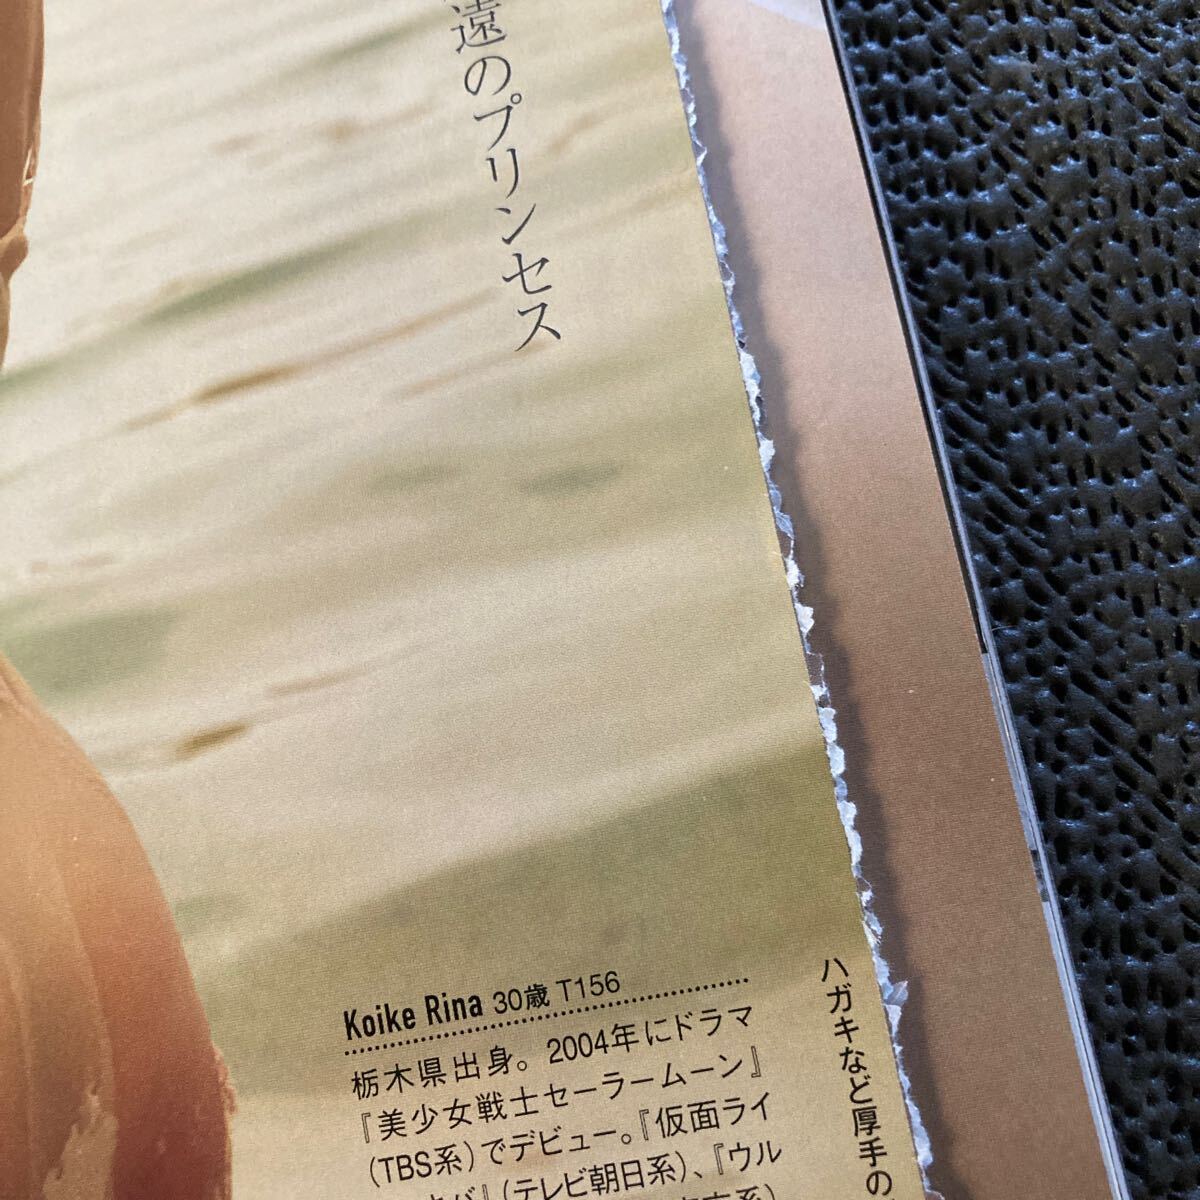 遠のプリンセス
Koike Rina 30歳 T156
栃木県出身。2004年にドラマ
『美少女戦士セーラームーン』
(TBS系)でデビュー。『仮面ライ
バ』(テレビ朝日系)、『ウル
ハガキなど厚手の